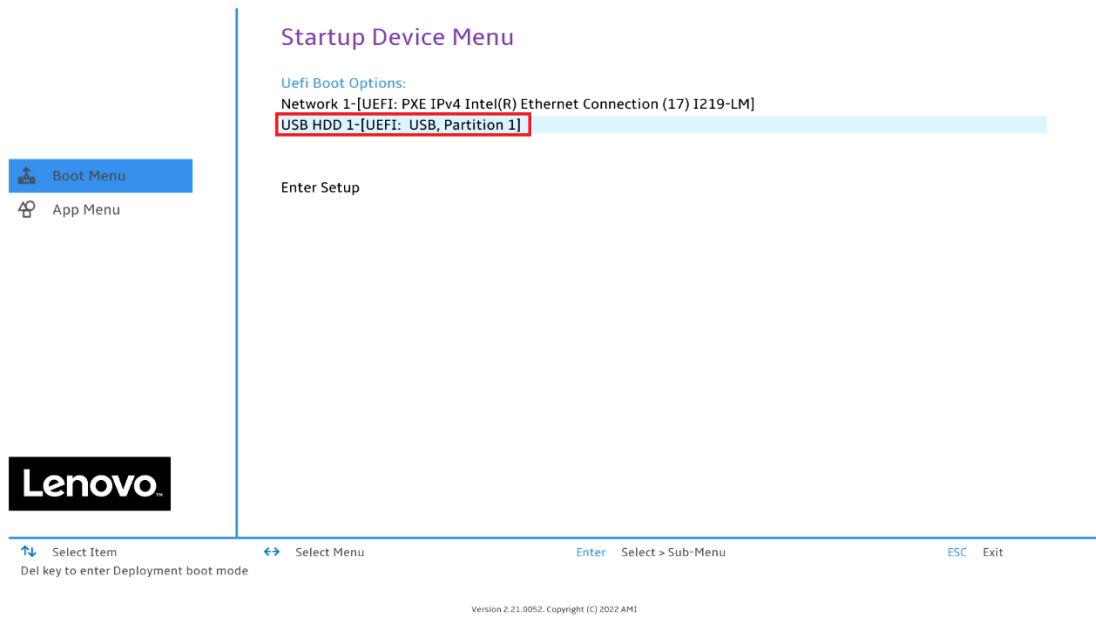 Startup Device Menu
Uefi Boot Options:
Network 1-[UEFI: PXE IPv4 Intel(R) Ethernet Connection (17) I219-LM]
USB HDD 1-[UEFI:  USB, Partition 1]
Enter Setup
Boot Menu
App Menu
Lenovo™
↑↓ Select Item
←→ Select Menu
Enter Select > Sub-Menu
ESC Exit
Del key to enter Deployment boot mode
Version 2.21.0052. Copyright (C) 2022 AMI